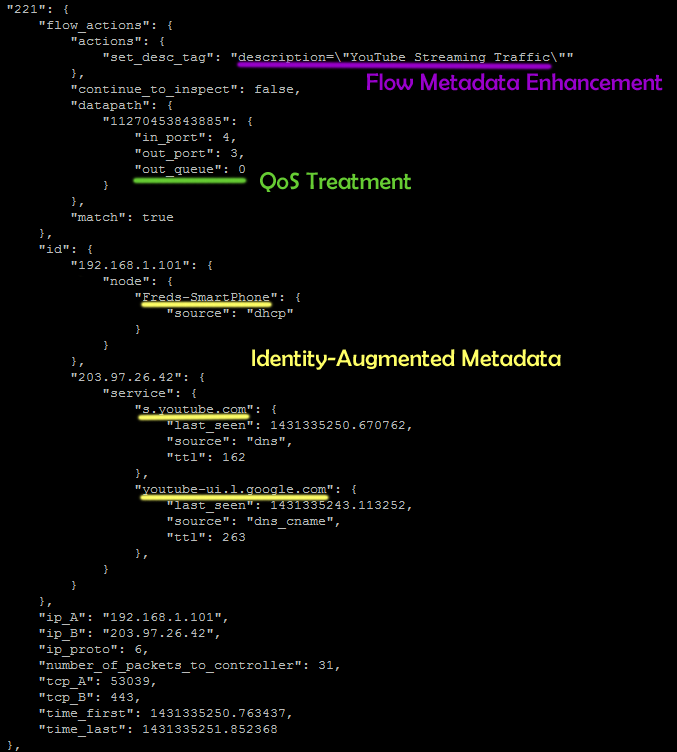 "221": {
"flow_actions": {
"actions": {
"set_desc_tag": "description=\"YouTube Streaming Traffic\""
},
Flow Metadata Enhancement
"continue_to_inspect": false,
"datapath": {
"11270453843885": {
"in_port": 4,
"out_port": 3,
"out_queue": 0
QoS Treatment
}
},
"match": true
},
"id": {
"192.168.1.101": {
"node": {
"Freds-SmartPhone": {
"source": "dhcp"
}
}
},
Identity-Augmented Metadata
"203.97.26.42": {
"service": {
"s.youtube.com": {
"last_seen": 1431335250.670762,
"source": "dns",
"ttl": 162
},
"youtube-ui.l.google.com": {
"last_seen": 1431335243.113252,
"source": "dns_cname",
"ttl": 263
},
}
}
},
"ip_A": "192.168.1.101",
"ip_B": "203.97.26.42",
"ip_proto": 6,
"number_of_packets_to_controller": 31,
"tcp_A": 53039,
"tcp_B": 443,
"time_first": 1431335250.763437,
"time_last": 1431335251.852368
},